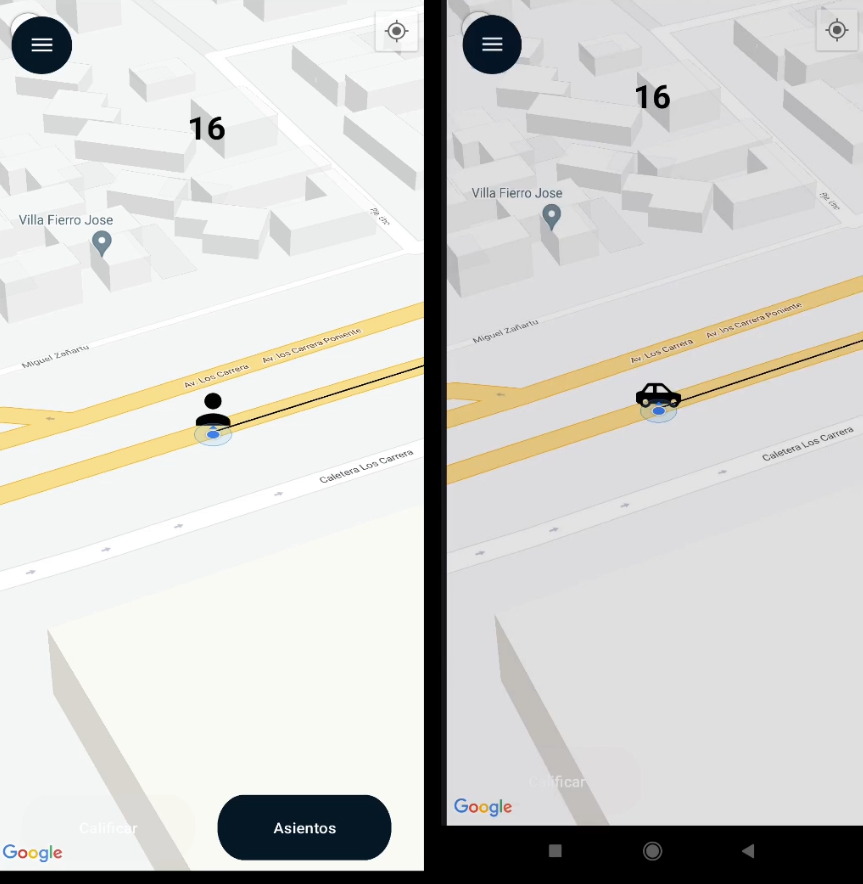 16
Villa Fierro Jose
Miguel Zañartu
Av. Los Carrera
Av. los Carrera Poniente
Caletera Los Carrera
Calificar
Asientos
Google
16
Villa Fierro Jose
Miguel Zañartu
Av. Los Carrera
Av. los Carrera Poniente
Caletera Los Carrera
Calificar
Google